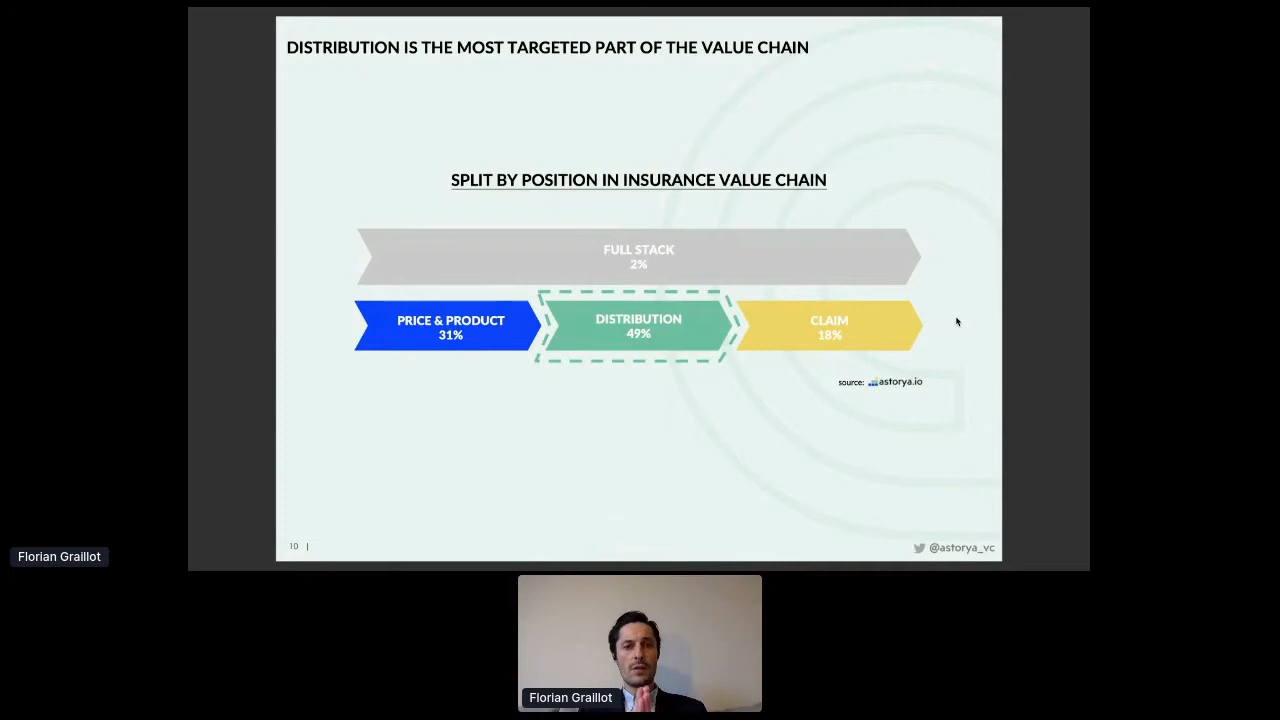 DISTRIBUTION IS THE MOST TARGETED PART OF THE VALUE CHAIN
SPLIT BY POSITION IN INSURANCE VALUE CHAIN
FULL STACK
2%
PRICE & PRODUCT
31%
DISTRIBUTION
49%
CLAIM
18%
source: astorya.io
10 |
@astorya_vc
Florian Graillot
Florian Graillot